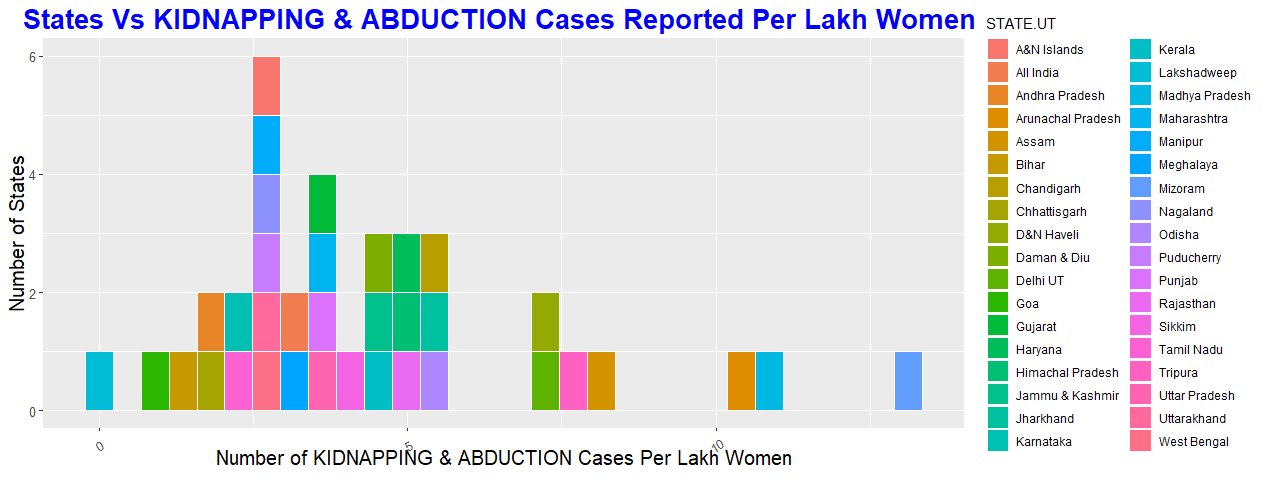 States Vs KIDNAPPING & ABDUCTION Cases Reported Per Lakh Women
Number of States
6
4
2
0
0
5
10
Number of KIDNAPPING & ABDUCTION Cases Per Lakh Women
STATE.UT
A&N Islands
All India
Andhra Pradesh
Arunachal Pradesh
Assam
Bihar
Chandigarh
Chhattisgarh
D&N Haveli
Daman & Diu
Delhi UT
Goa
Gujarat
Haryana
Himachal Pradesh
Jammu & Kashmir
Jharkhand
Karnataka
Kerala
Lakshadweep
Madhya Pradesh
Maharashtra
Manipur
Meghalaya
Mizoram
Nagaland
Odisha
Puducherry
Punjab
Rajasthan
Sikkim
Tamil Nadu
Tripura
Uttar Pradesh
Uttarakhand
West Bengal